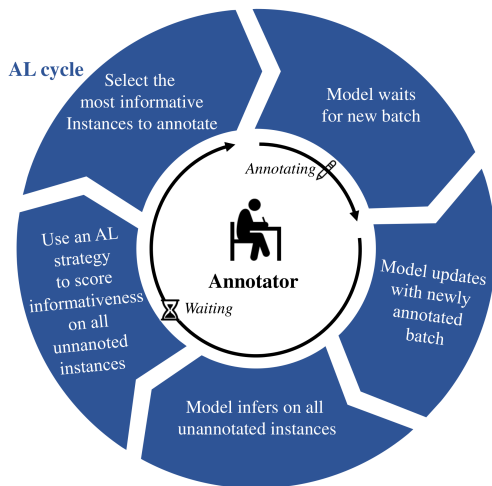 AL cycle
Select the
most informative
Instances to annotate
Model waits
for new batch
Annotating
Model updates
with newly
annotated
batch
Annotator
Waiting
Model infers on all
unannotated instances
Use an AL
strategy
to score
informativeness
on all
unnanoted
instances